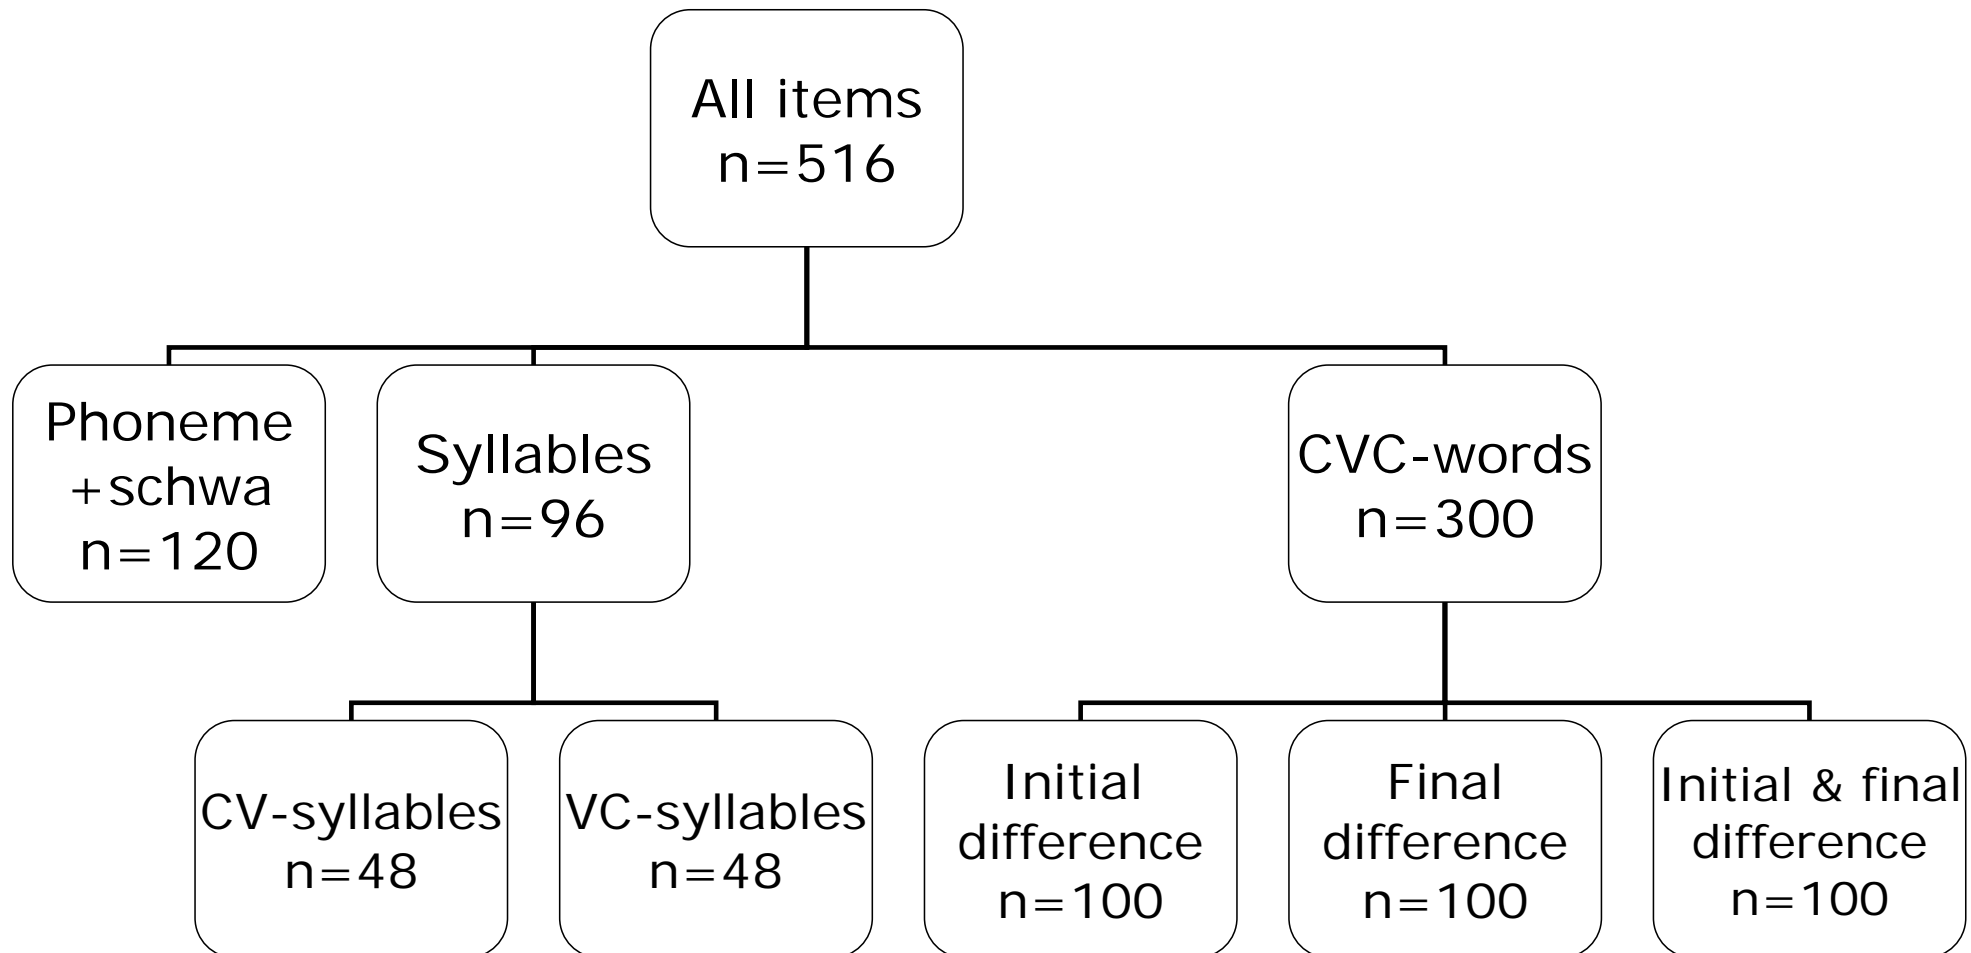 All items
n=516
Phoneme
+schwa
n=120
Syllables
n=96
CVC-words
n=300
CV-syllables
n=48
VC-syllables
n=48
Initial
difference
n=100
Final
difference
n=100
Initial & final
difference
n=100